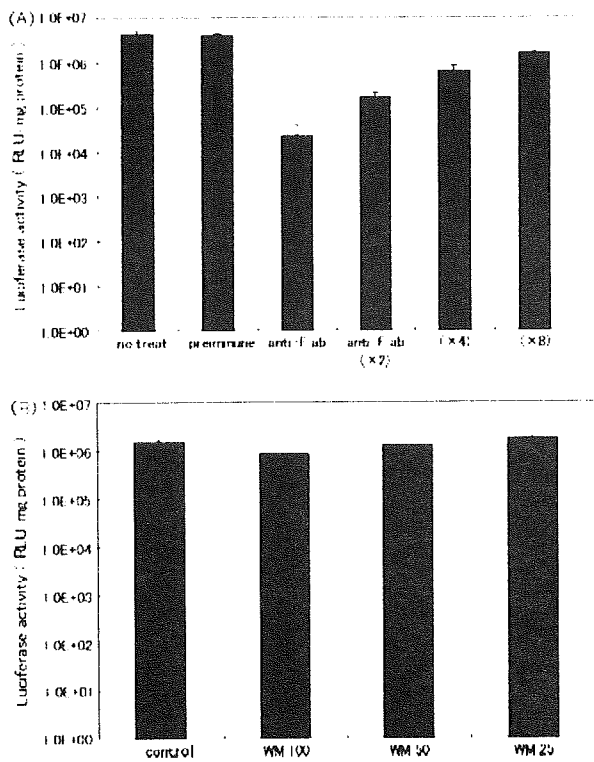 (A)
Luciferase activity ( RLU/mg protein )
1.0E+07
1.0E+06
1.0E+05
1.0E+04
1.0E+03
1.0E+02
1.0E+01
1.0E+00
no treat preimmune anti-F ab anti-F ab (×4) (×8)
(×2)
(B)
Luciferase activity ( RLU/mg protein )
1.0E+07
1.0E+06
1.0E+05
1.0E+04
1.0E+03
1.0E+02
1.0E+01
1.0E+00
control WM 100 WM 50 WM 25